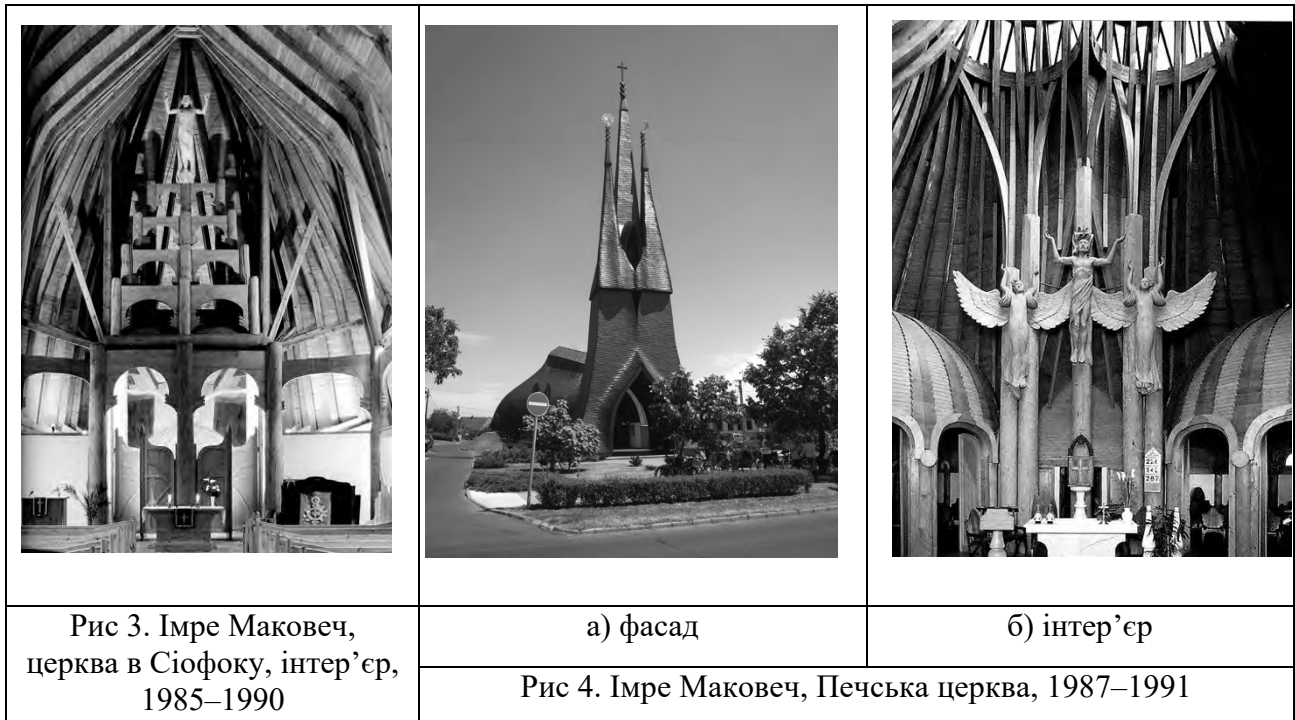 Рис 3. Імре Маковеч,
церква в Сіофоку, інтер’єр,
1985–1990
а) фасад
б) інтер’єр
Рис 4. Імре Маковеч, Печська церква, 1987–1991